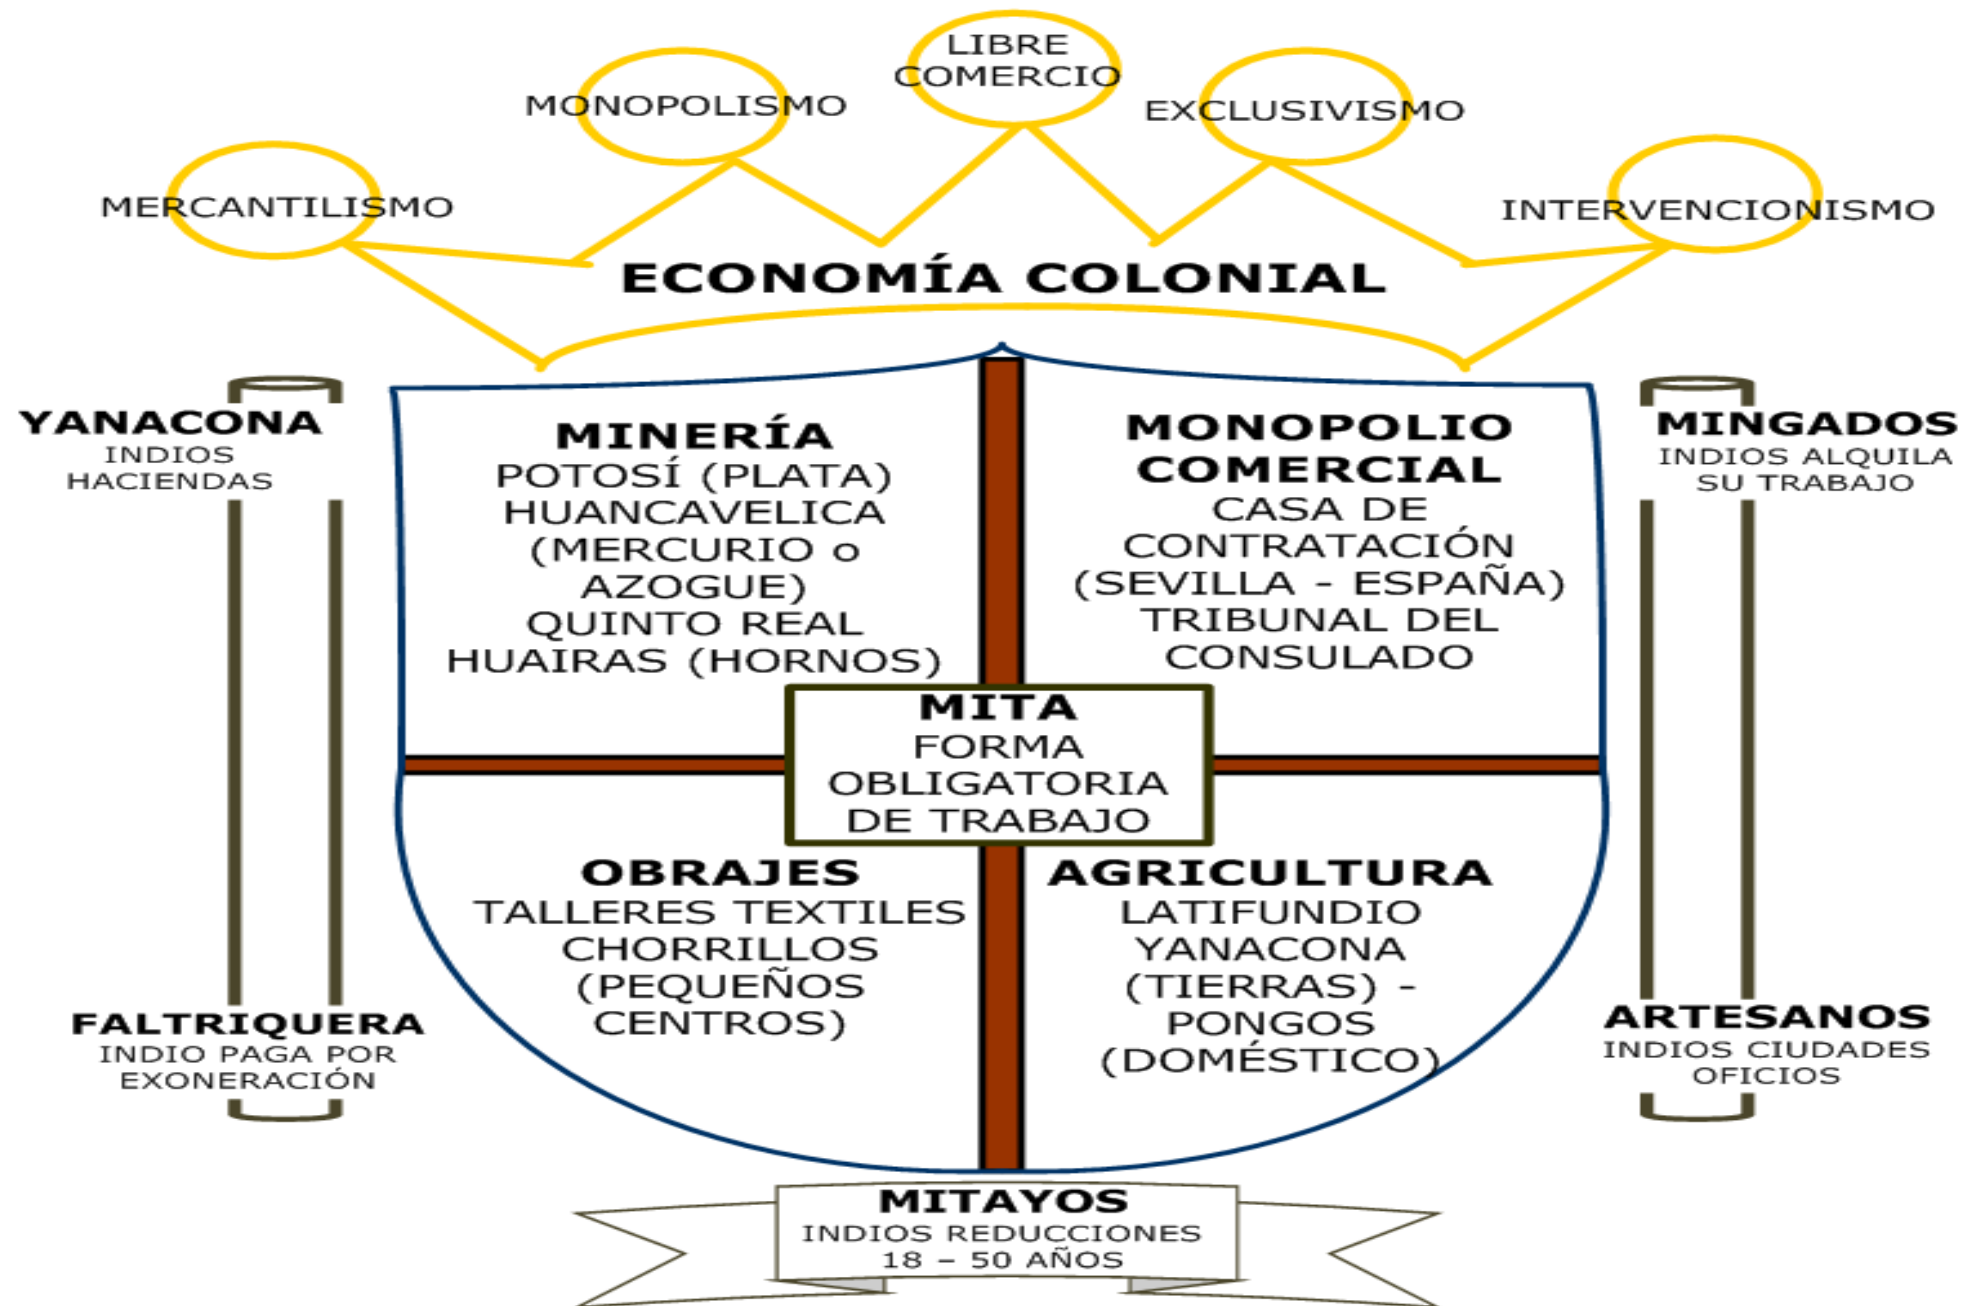 LIBRE
COMERCIO
MONOPOLISMO
EXCLUSIVISMO
MERCANTILISMO
INTERVENCIONISMO
ECONOMÍA COLONIAL
YANACONA
INDIOS
HACIENDAS
MINERÍA
POTOSÍ (PLATA)
HUANCAVELICA
(MERCURIO o
AZOGUE)
QUINTO REAL
HUAIRAS (HORNOS)
MONOPOLIO
COMERCIAL
CASA DE
CONTRATACIÓN
(SEVILLA - ESPAÑA)
TRIBUNAL DEL
CONSULADO
MINGADOS
INDIOS ALQUILA
SU TRABAJO
MITA
FORMA
OBLIGATORIA
DE TRABAJO
OBRAJES
TALLERES TEXTILES
CHORRILLOS
(PEQUEÑOS
CENTROS)
AGRICULTURA
LATIFUNDIO
YANACONA
(TIERRAS) -
PONGOS
(DOMÉSTICO)
FALTRIQUERA
INDIO PAGA POR
EXONERACIÓN
ARTESANOS
INDIOS CIUDADES
OFICIOS
MITAYOS
INDIOS REDUCCIONES
18 – 50 AÑOS